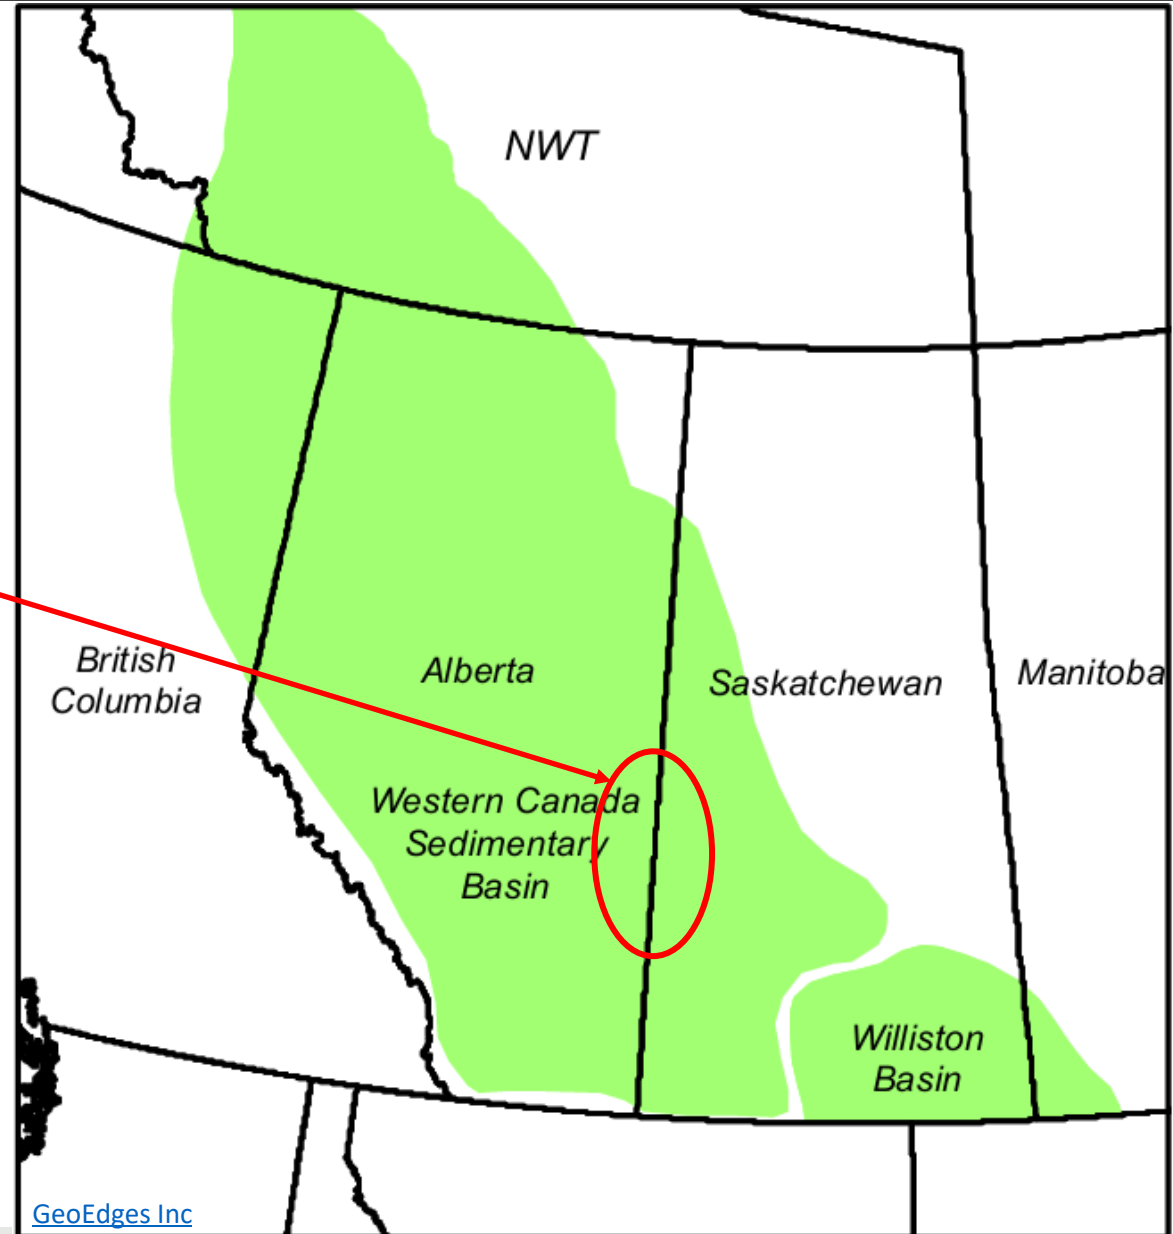 NWT
British
Columbia
Alberta
Saskatchewan
Manitoba
Western Canada
Sedimentary
Basin
Williston
Basin
GeoEdges Inc